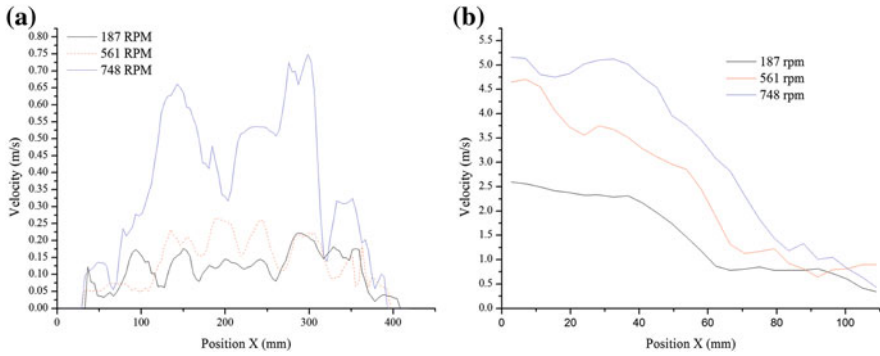 (a)
0.80
0.75
0.70
0.65
0.60
0.55
0.50
0.45
0.40
0.35
0.30
0.25
0.20
0.15
0.10
0.05
0.00
Velocity (m/s)
187 RPM
561 RPM
748 RPM
0 100 200 300 400
Position X (mm)
(b)
5.5
5.0
4.5
4.0
3.5
3.0
2.5
2.0
1.5
1.0
0.5
0.0
Velocity (m/s)
187 rpm
561 rpm
748 rpm
0 20 40 60 80 100
Position X (mm)